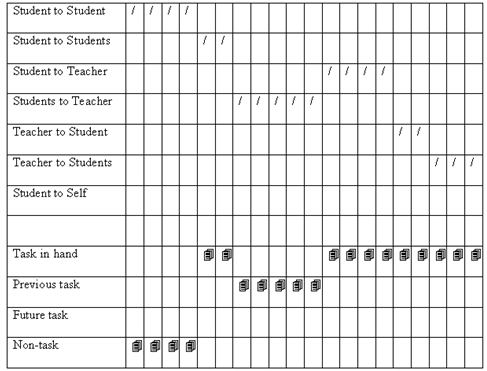 Student to Student / / / /
Student to Students / /
Student to Teacher / / / /
Students to Teacher / / / / /
Teacher to Student / /
Teacher to Students / / /
Student to Self
Task in hand
Previous task
Future task
Non-task